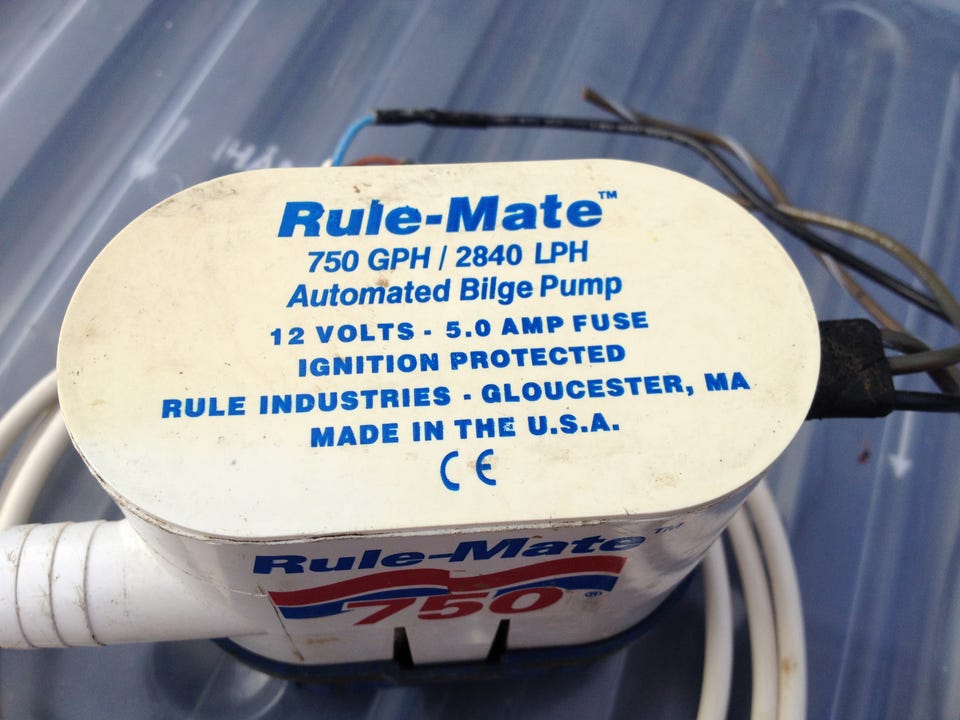 Rule-Mate™
750 GPH / 2840 LPH
Automated Bilge Pump
12 VOLTS - 5.0 AMP FUSE
IGNITION PROTECTED
RULE INDUSTRIES - GLOUCESTER, MA
MADE IN THE U.S.A.
CE
Rule-Mate™
750®